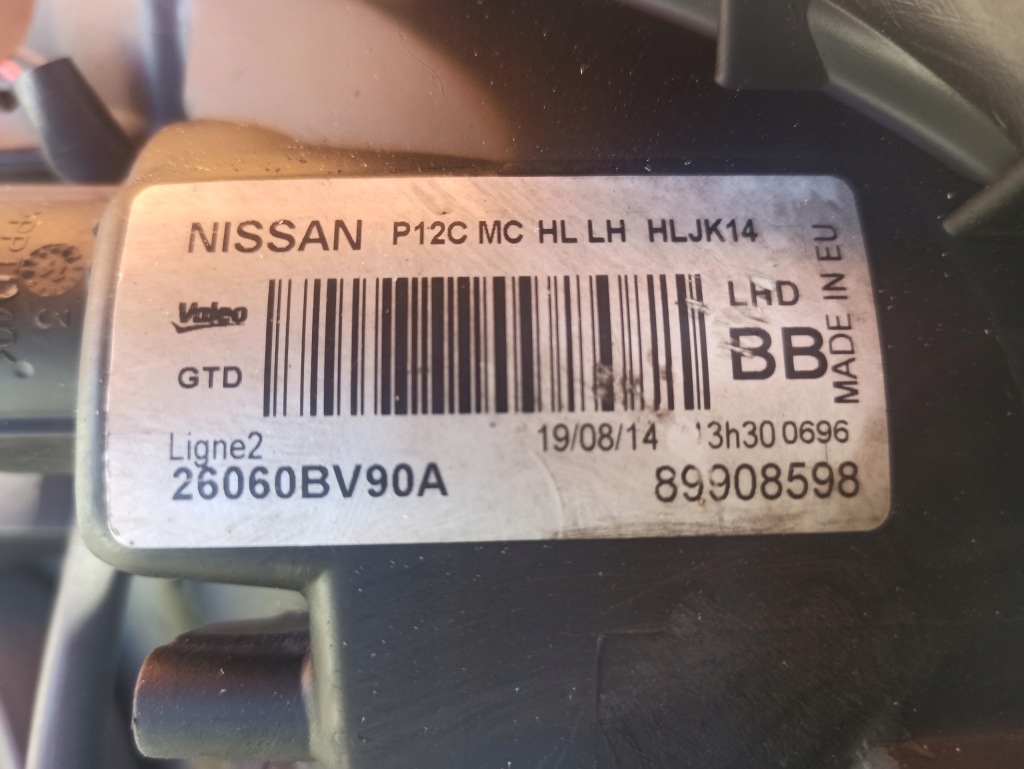 NISSAN P12C MC HL LH HLJK14
MADE IN EU
Valeo
LHD
GTD
BB
Ligne2
19/08/14 13h30 0696
26060BV90A
89908598